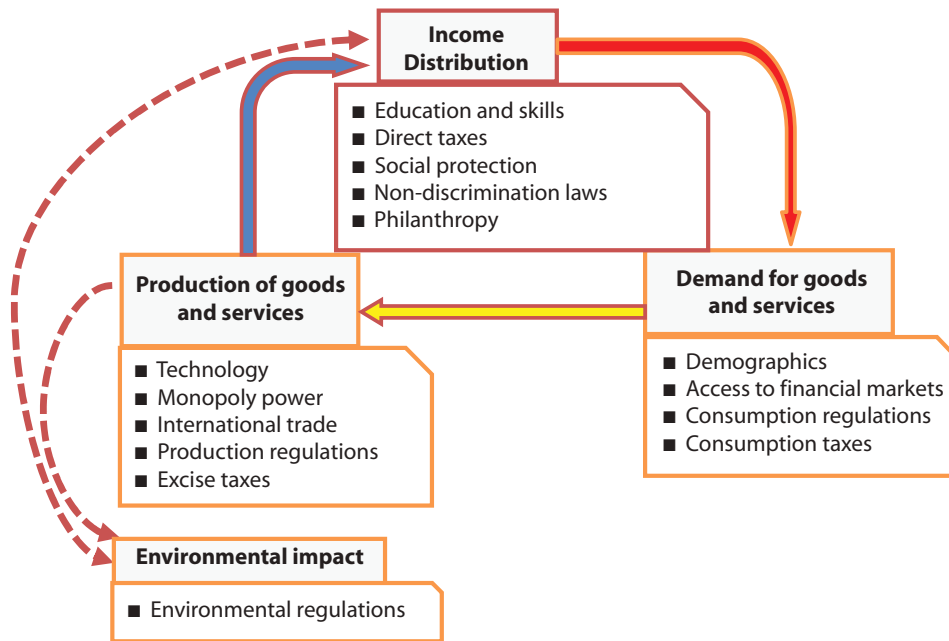 Income
Distribution
■ Education and skills
■ Direct taxes
■ Social protection
■ Non-discrimination laws
■ Philanthropy
Production of goods
and services
■ Technology
■ Monopoly power
■ International trade
■ Production regulations
■ Excise taxes
Demand for goods
and services
■ Demographics
■ Access to financial markets
■ Consumption regulations
■ Consumption taxes
Environmental impact
■ Environmental regulations